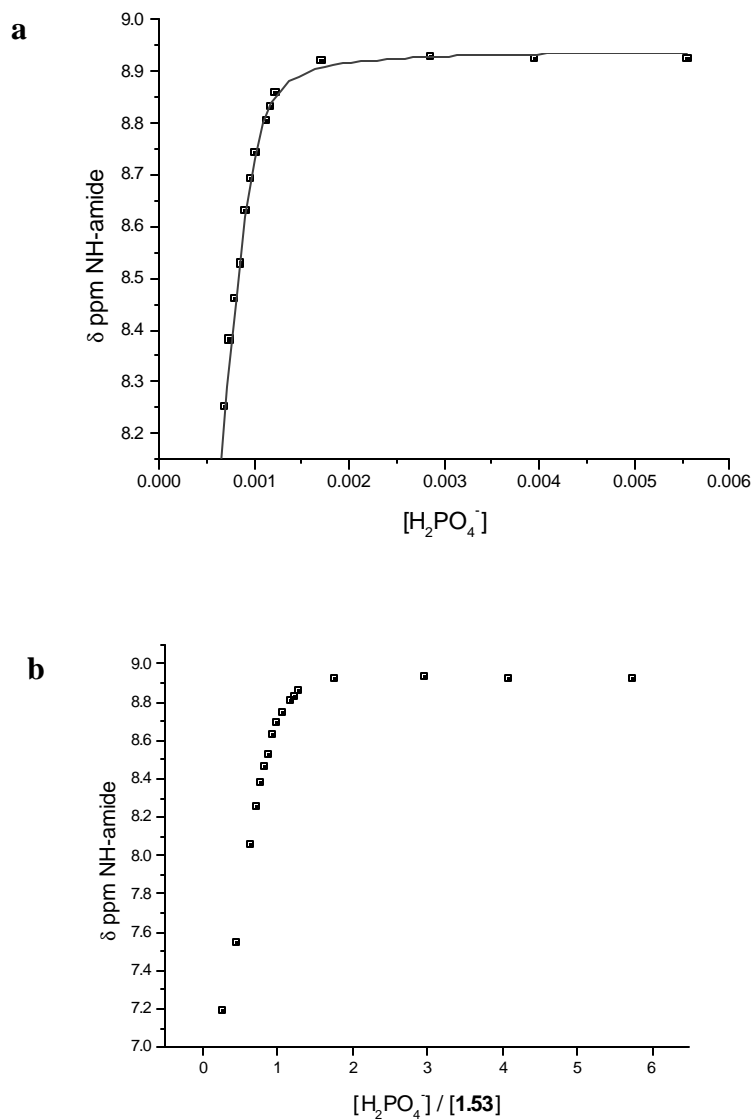 a
9.0
8.9
8.8
8.7
8.6
8.5
8.4
8.3
8.2
δ ppm NH-amide
0.000 0.001 0.002 0.003 0.004 0.005 0.006
[H₂PO₄⁻]
b
9.0
8.8
8.6
8.4
8.2
8.0
7.8
7.6
7.4
7.2
7.0
δ ppm NH-amide
0 1 2 3 4 5 6
[H₂PO₄⁻] / [1.53]